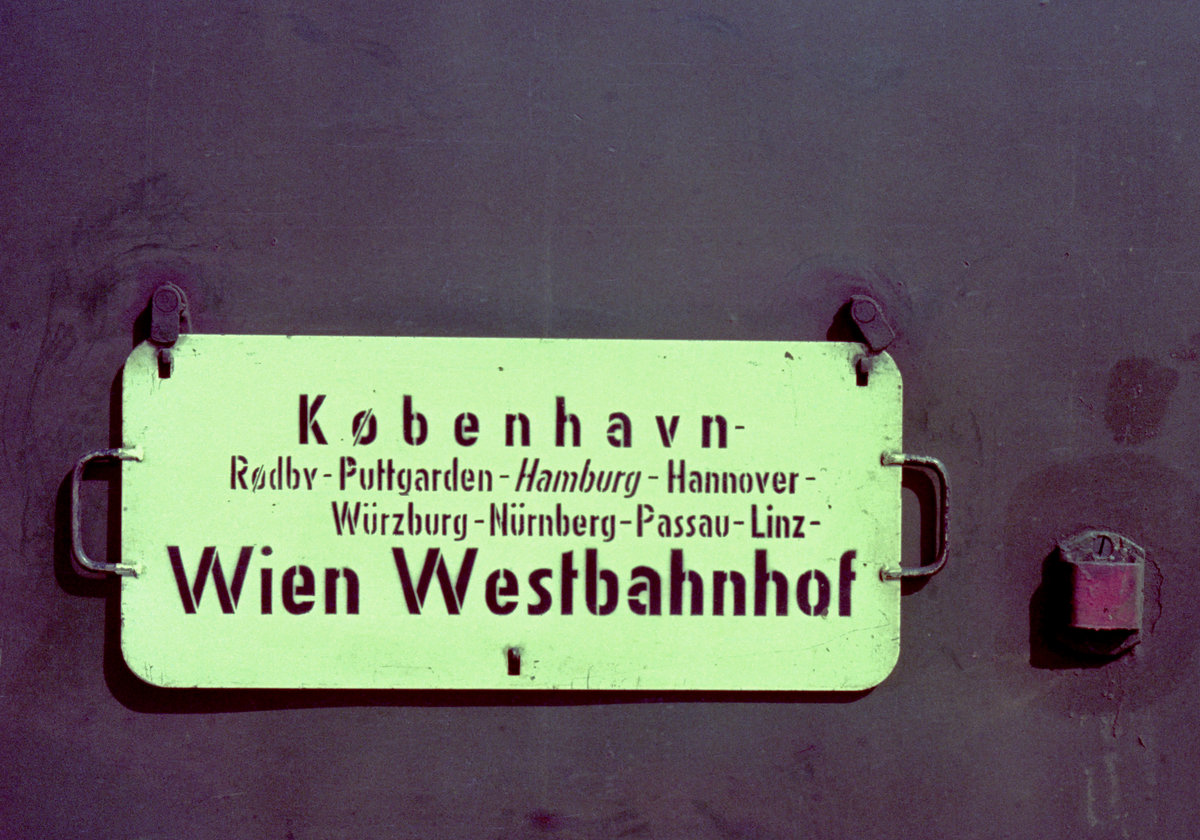 København-
Rødby-Puttgarden-Hamburg-Hannover-
Würzburg-Nürnberg-Passau-Linz-
Wien Westbahnhof